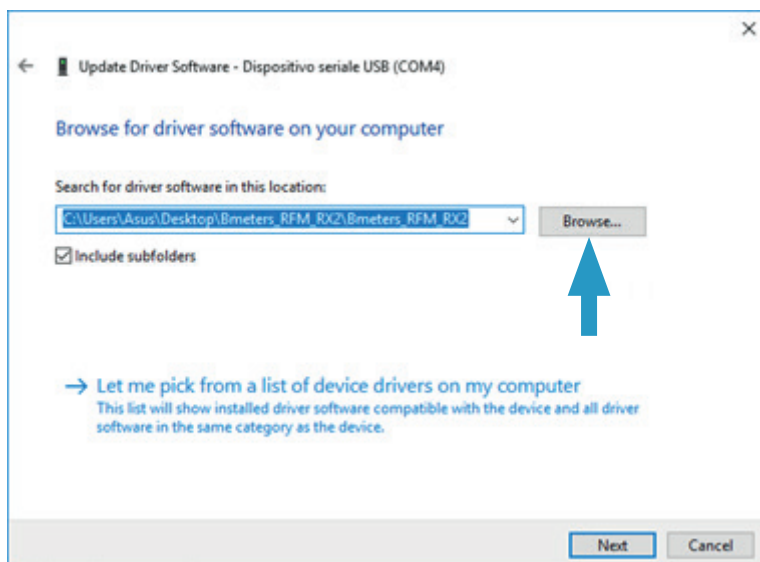 Update Driver Software - Dispositivo seriale USB (COM4)
Browse for driver software on your computer
Search for driver software in this location:
C:\Users\Asus\Desktop\Bmeters_RFM_RX2\Bmeters_RFM_RX2
Browse...
Include subfolders
Let me pick from a list of device drivers on my computer
This list will show installed driver software compatible with the device and all driver
software in the same category as the device.
Next
Cancel